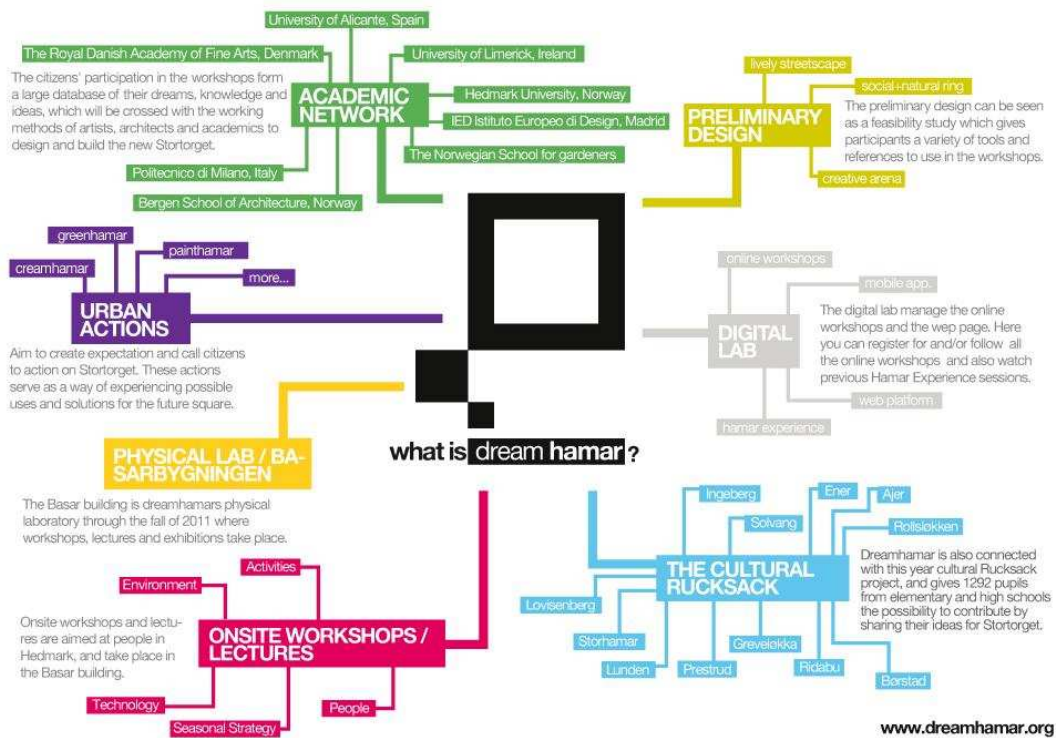 University of Alicante, Spain
The Royal Danish Academy of Fine Arts, Denmark
University of Limerick, Ireland
The citizens' participation in the workshops form
a large database of their dreams, knowledge and
ideas, which will be crossed with the working
methods of artists, architects and academics to
design and build the new Stortorget.
ACADEMIC
NETWORK
Hedmark University, Norway
IED Istituto Europeo di Design, Madrid
The Norwegian School for gardeners
Politecnico di Milano, Italy
Bergen School of Architecture, Norway
lively streetscape
social+natural ring
PRELIMINARY
DESIGN
The preliminary design can be seen
as a feasibility study which gives
participants a variety of tools and
references to use in the workshops.
creative arena
greenhamar
painthamar
creamhamar
more...
URBAN
ACTIONS
Aim to create expectation and call citizens
to action on Stortorget. These actions
serve as a way of experiencing possible
uses and solutions for the future square.
online workshops
mobile app.
DIGITAL
LAB
The digital lab manage the online
workshops and the wep page. Here
you can register for and/or follow all
the online workshops and also watch
previous Hamar Experience sessions.
web platform
hamar experience
what is dream hamar ?
PHYSICAL LAB / BA-
SARBYGNINGEN
The Basar building is dreamhamars physical
laboratory through the fall of 2011 where
workshops, lectures and exhibitions take place.
Activities
Environment
Onsite workshops and lectu-
res are aimed at people in
Hedmark, and take place in
the Basar building.
ONSITE WORKSHOPS /
LECTURES
Technology
Seasonal Strategy
People
Ingeberg
Ener
Ajer
Solvang
Rollsløkken
THE CULTURAL
RUCKSACK
Dreamhamar is also connected
with this year cultural Rucksack
project, and gives 1292 pupils
from elementary and high schools
the possibility to contribute by
sharing their ideas for Stortorget.
Lovisenberg
Storhamar
Greveløkka
Lunden
Prestrud
Ridabu
Børstad
www.dreamhamar.org